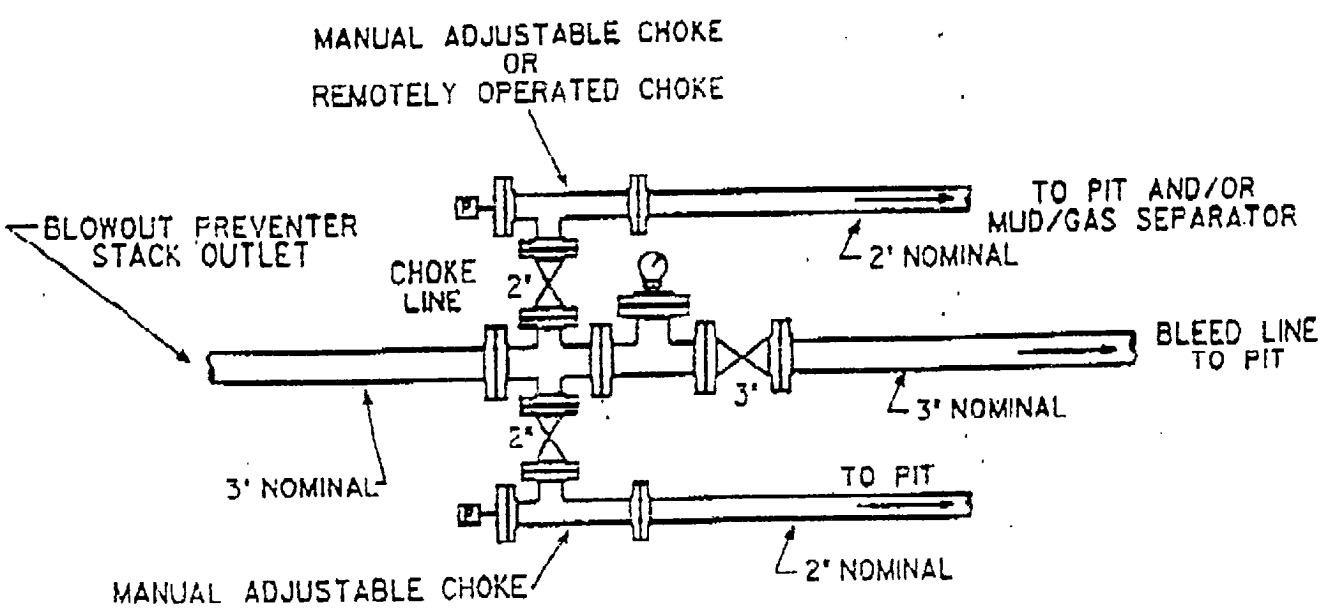 MANUAL ADJUSTABLE CHOKE
OR
REMOTELY OPERATED CHOKE
BLOWOUT PREVENTER
STACK OUTLET
CHOKE
LINE
2"
TO PIT AND/OR
MUD/GAS SEPARATOR
2" NOMINAL
BLEED LINE
TO PIT
3"
3" NOMINAL
2"
3" NOMINAL
TO PIT
2" NOMINAL
MANUAL ADJUSTABLE CHOKE